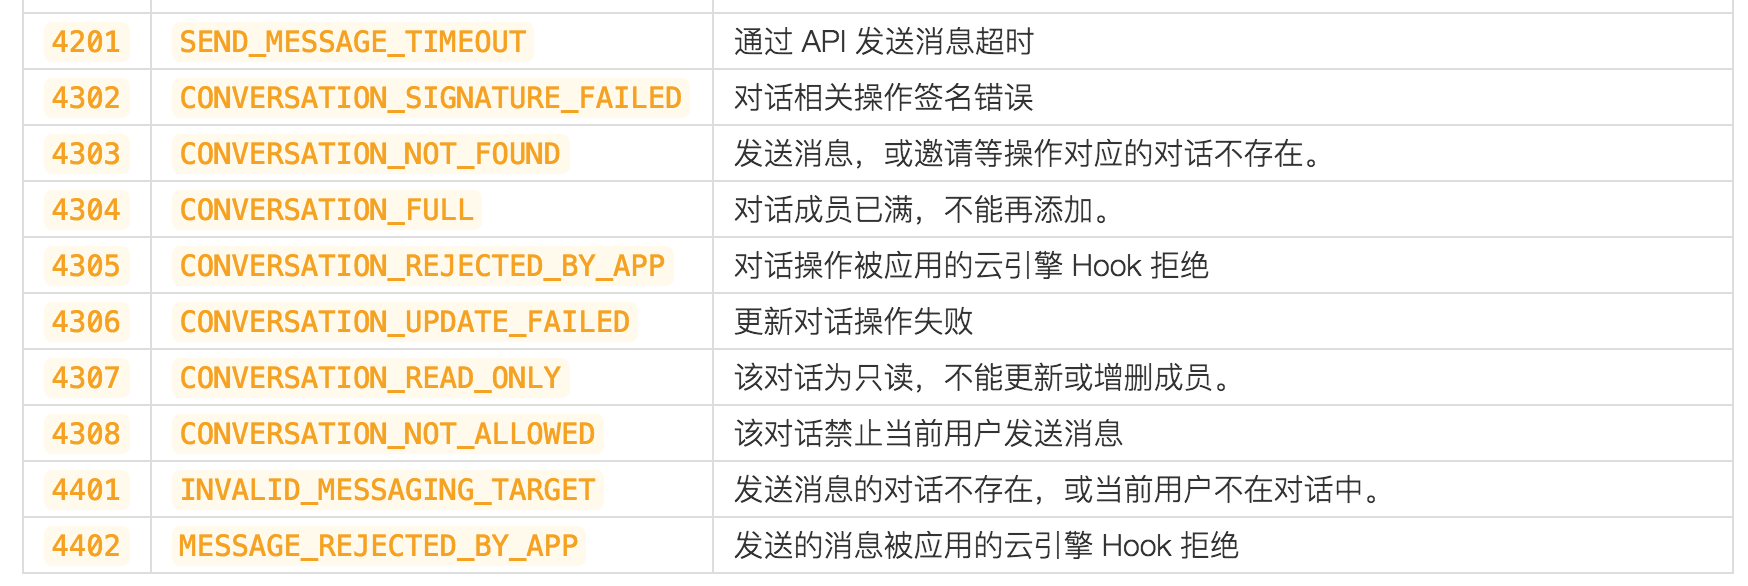 4201 SEND_MESSAGE_TIMEOUT 通过 API 发送消息超时
4302 CONVERSATION_SIGNATURE_FAILED 对话相关操作签名错误
4303 CONVERSATION_NOT_FOUND 发送消息，或邀请等操作对应的对话不存在。
4304 CONVERSATION_FULL 对话成员已满，不能再添加。
4305 CONVERSATION_REJECTED_BY_APP 对话操作被应用的云引擎 Hook 拒绝
4306 CONVERSATION_UPDATE_FAILED 更新对话操作失败
4307 CONVERSATION_READ_ONLY 该对话为只读，不能更新或增删成员。
4308 CONVERSATION_NOT_ALLOWED 该对话禁止当前用户发送消息
4401 INVALID_MESSAGING_TARGET 发送消息的对话不存在，或当前用户不在对话中。
4402 MESSAGE_REJECTED_BY_APP 发送的消息被应用的云引擎 Hook 拒绝